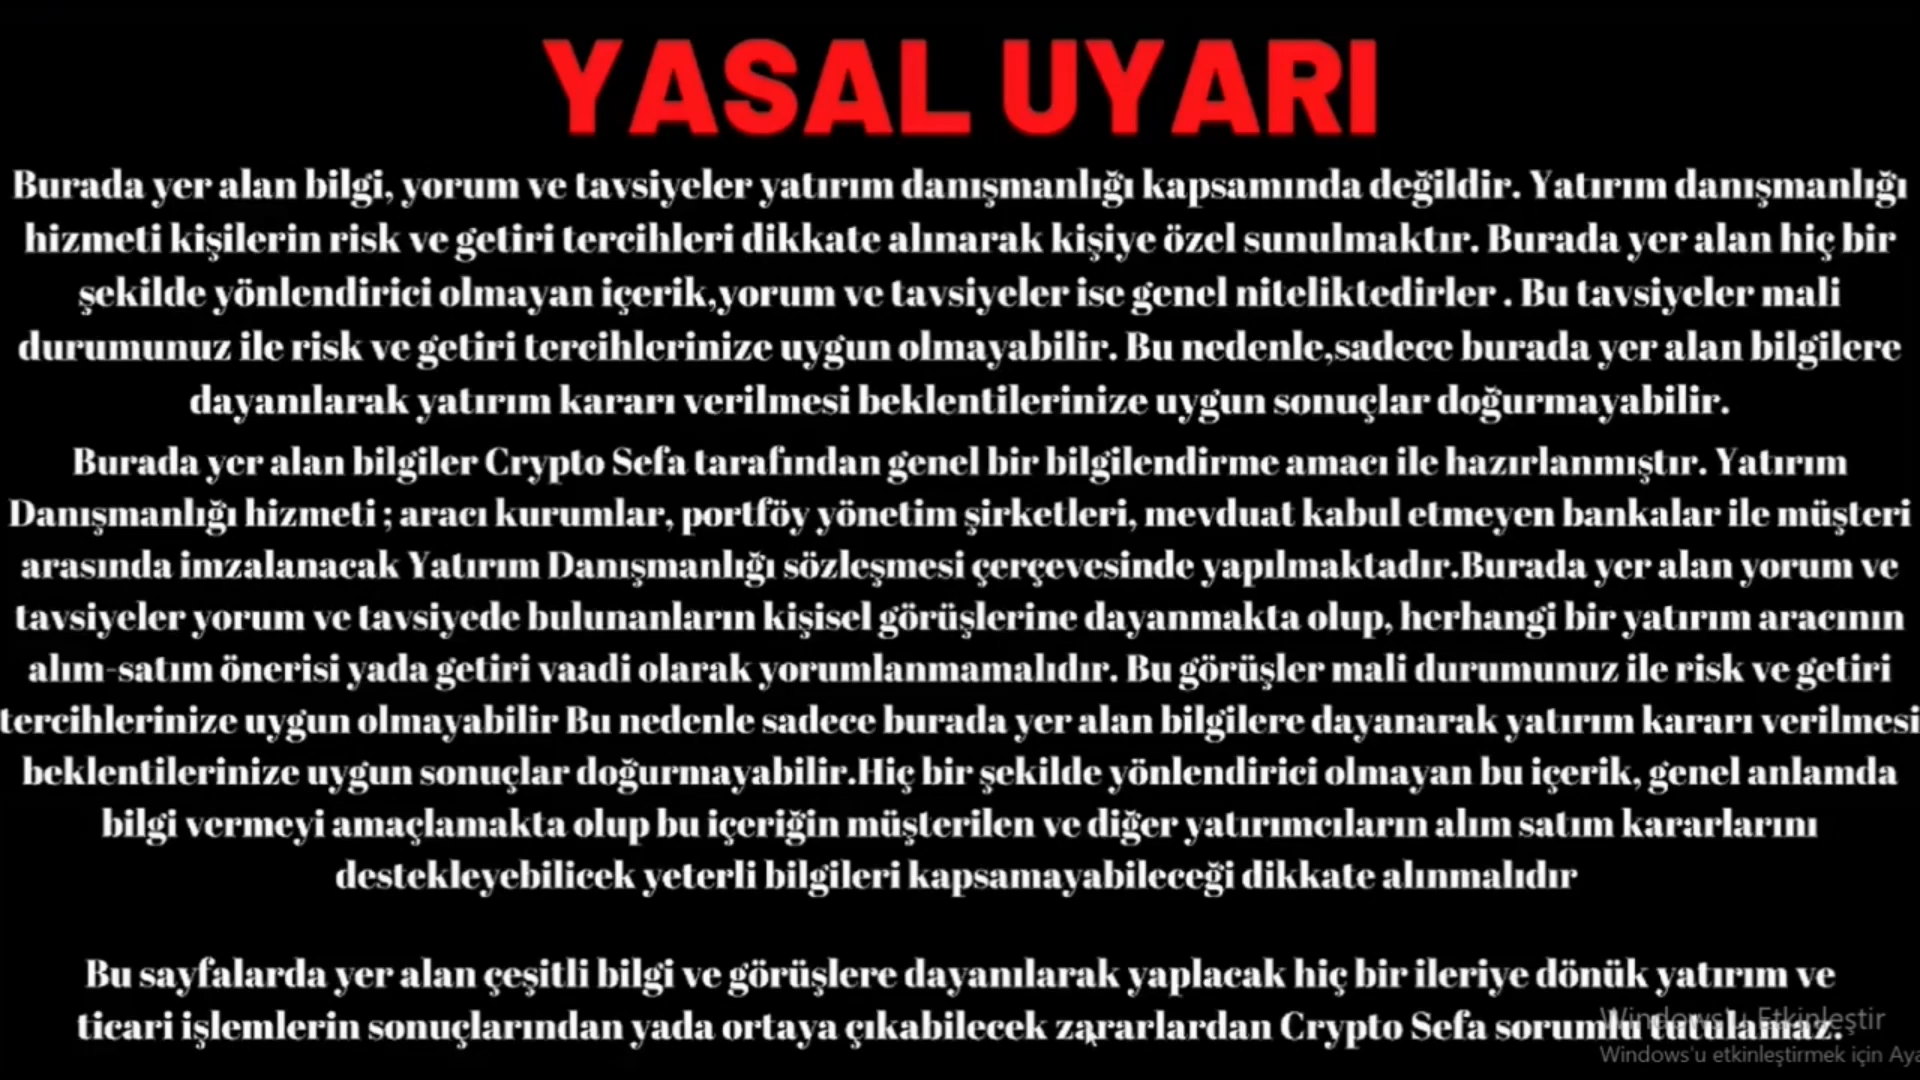 YASAL UYARI
Burada yer alan bilgi, yorum ve tavsiyeler yatırım danışmanlığı kapsamında değildir. Yatırım danışmanlığı
hizmeti kişilerin risk ve getiri tercihleri dikkate alınarak kişiye özel sunulmaktır. Burada yer alan hiç bir
şekilde yönlendirici olmayan içerik,yorum ve tavsiyeler ise genel niteliktedirler . Bu tavsiyeler mali
durumunuz ile risk ve getiri tercihlerinize uygun olmayabilir. Bu nedenle,sadece burada yer alan bilgilere
dayanılarak yatırım kararı verilmesi beklentilerinize uygun sonuçlar doğurmayabilir.
Burada yer alan bilgiler Crypto Sefa tarafından genel bir bilgilendirme amacı ile hazırlanmıştır. Yatırım
Danışmanlığı hizmeti ; aracı kurumlar, portföy yönetim şirketleri, mevduat kabul etmeyen bankalar ile müşteri
arasında imzalanacak Yatırım Danışmanlığı sözleşmesi çerçevesinde yapılmaktadır.Burada yer alan yorum ve
tavsiyeler yorum ve tavsiyede bulunanların kişisel görüşlerine dayanmakta olup, herhangi bir yatırım aracının
alım-satım önerisi yada getiri vaadi olarak yorumlanmamalıdır. Bu görüşler mali durumunuz ile risk ve getiri
tercihlerinize uygun olmayabilir Bu nedenle sadece burada yer alan bilgilere dayanarak yatırım kararı verilmesi
beklentilerinize uygun sonuçlar doğurmayabilir.Hiç bir şekilde yönlendirici olmayan bu içerik, genel anlamda
bilgi vermeyi amaçlamakta olup bu içeriğin müşterilen ve diğer yatırımcıların alım satım kararlarını
destekleyebilicek yeterli bilgileri kapsamayabileceği dikkate alınmalıdır
Bu sayfalarda yer alan çeşitli bilgi ve görüşlere dayanılarak yaplacak hiç bir ileriye dönük yatırım ve
ticari işlemlerin sonuçlarından yada ortaya çıkabilecek zararlardan Crypto Sefa sorumlu tutulamaz.
Windows'u Etkinleştir
Windows'u etkinleştirmek için